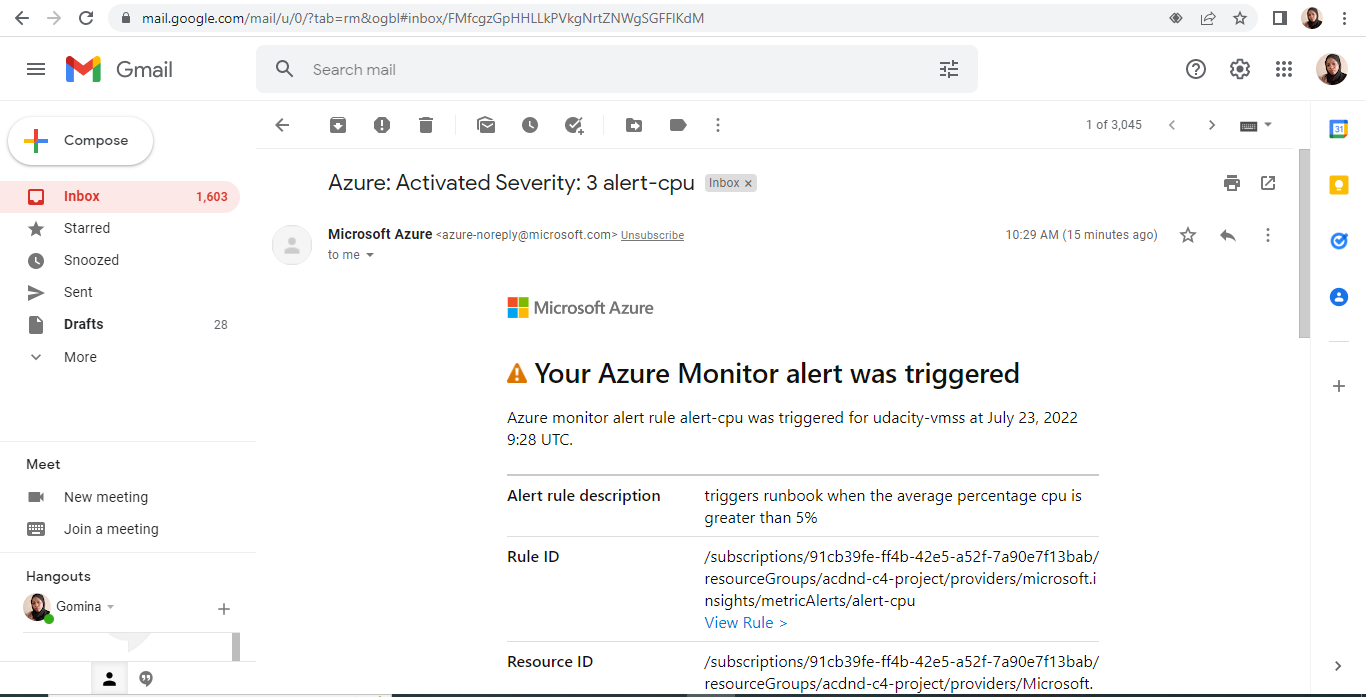 mail.google.com/mail/u/0/?tab=rm&ogbl#inbox/FMfcgzGpHHLLkPVkgNrtZNWgSGFFlKdM
Gmail
Search mail
Compose
1 of 3,045
31
Inbox 1,603
Starred
Snoozed
Sent
Drafts 28
More
Azure: Activated Severity: 3 alert-cpu Inbox x
Microsoft Azure <azure-noreply@microsoft.com> Unsubscribe 10:29 AM (15 minutes ago)
to me
Microsoft Azure
Your Azure Monitor alert was triggered
Azure monitor alert rule alert-cpu was triggered for udacity-vmss at July 23, 2022
9:28 UTC.
Alert rule description triggers runbook when the average percentage cpu is
greater than 5%
Rule ID /subscriptions/91cb39fe-ff4b-42e5-a52f-7a90e7f13bab/
resourceGroups/acdnd-c4-project/providers/microsoft.i
nsights/metricAlerts/alert-cpu
View Rule >
Resource ID /subscriptions/91cb39fe-ff4b-42e5-a52f-7a90e7f13bab/
resourceGroups/acdnd-c4-project/providers/Microsoft.
Meet
New meeting
Join a meeting
Hangouts
Gomina